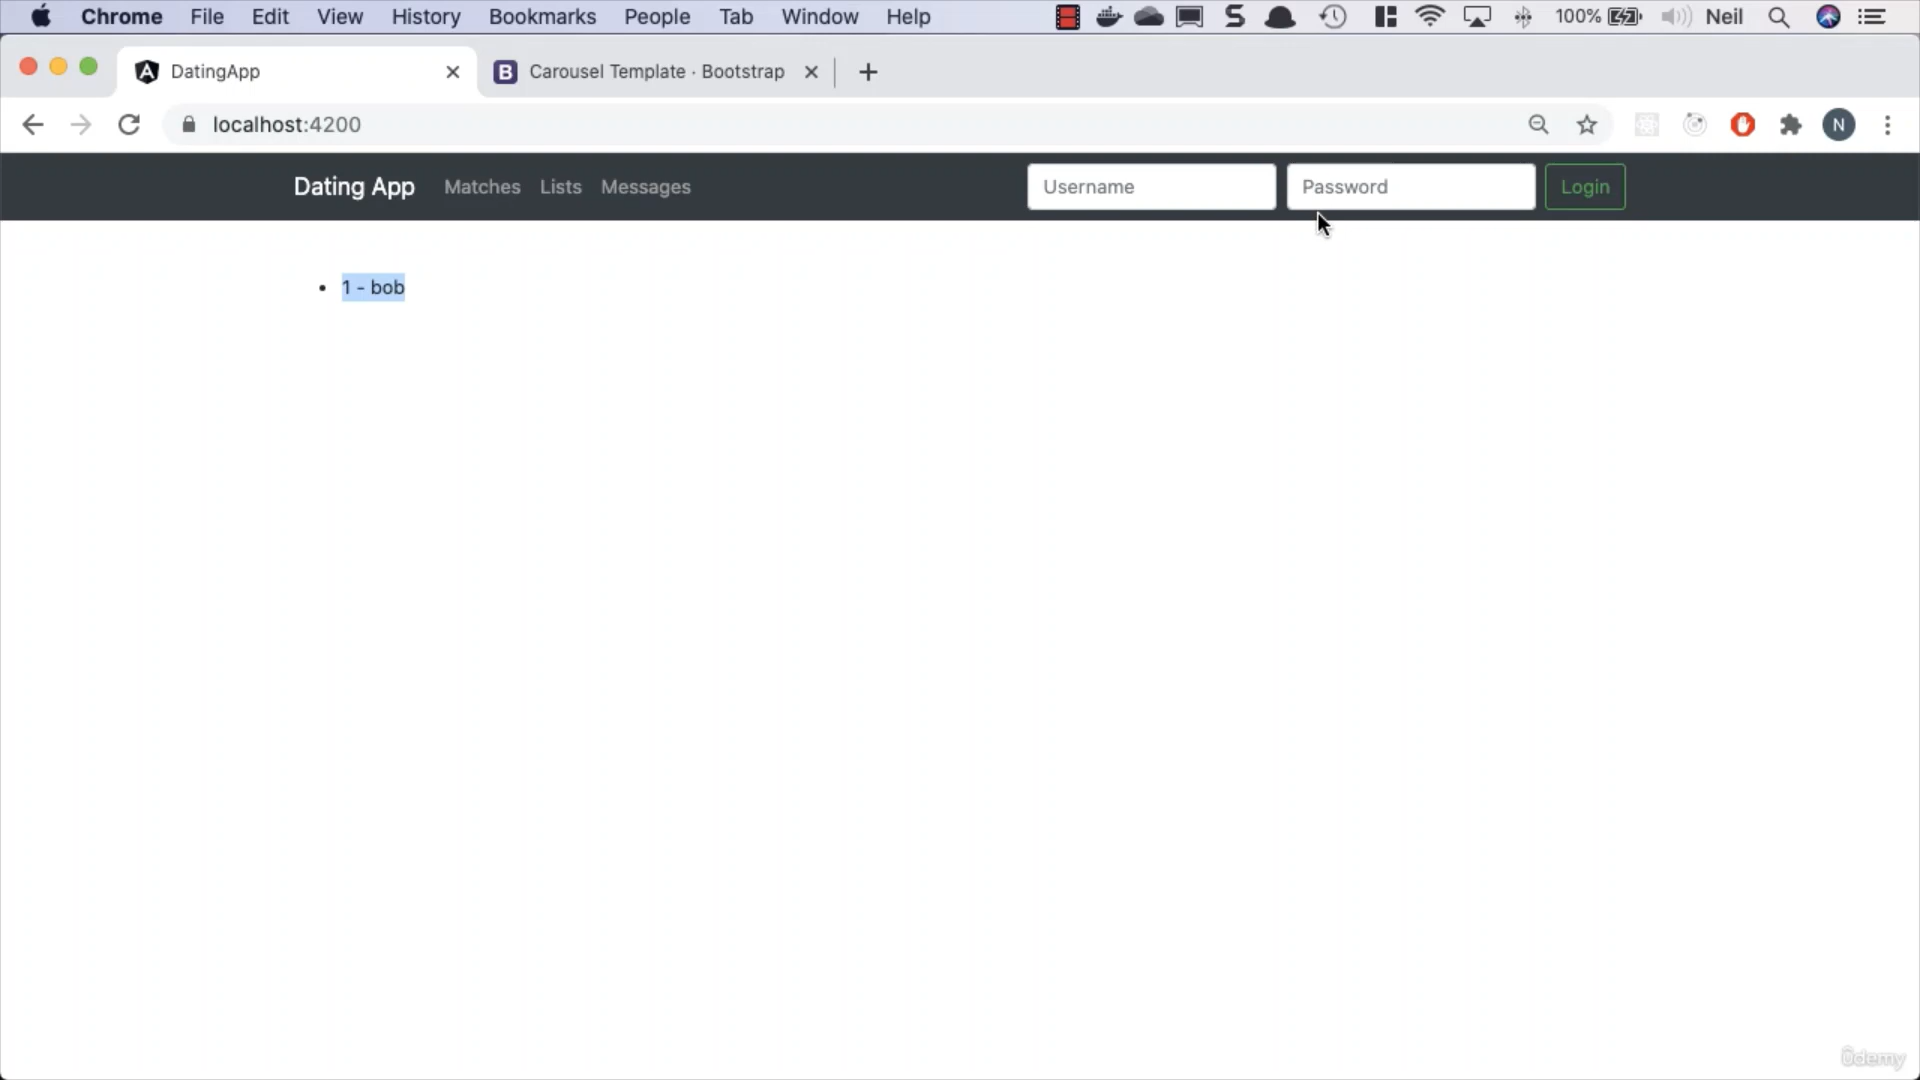 Chrome File Edit View History Bookmarks People Tab Window Help 100% Neil
DatingApp Carousel Template · Bootstrap
localhost:4200 N
Dating App Matches Lists Messages Username Password Login
• 1 - bob
ûdemy